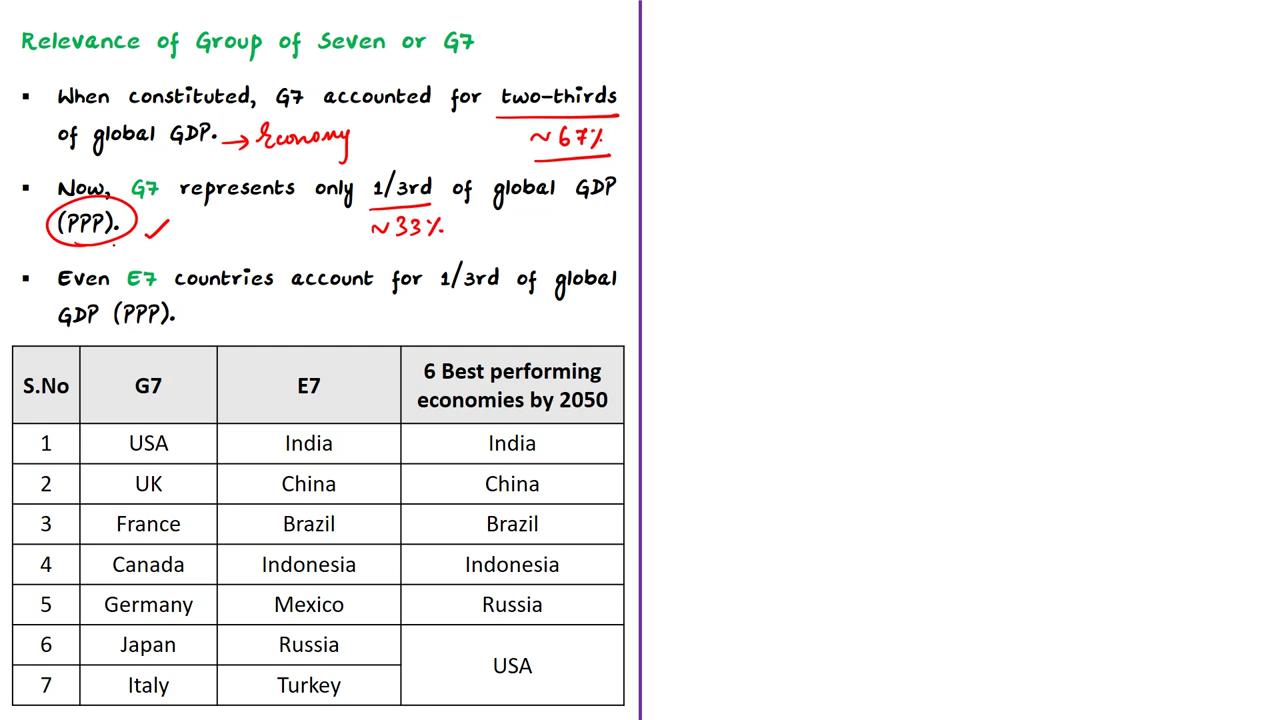 Relevance of Group of Seven or G7
▪ When constituted, G7 accounted for two-thirds
of global GDP. → Economy ~67%
▪ Now, G7 represents only 1/3rd of global GDP
(PPP). ✓ ~33%
▪ Even E7 countries account for 1/3rd of global
GDP (PPP).
S.No G7 E7 6 Best performing
economies by 2050
1 USA India India
2 UK China China
3 France Brazil Brazil
4 Canada Indonesia Indonesia
5 Germany Mexico Russia
6 Japan Russia USA
7 Italy Turkey